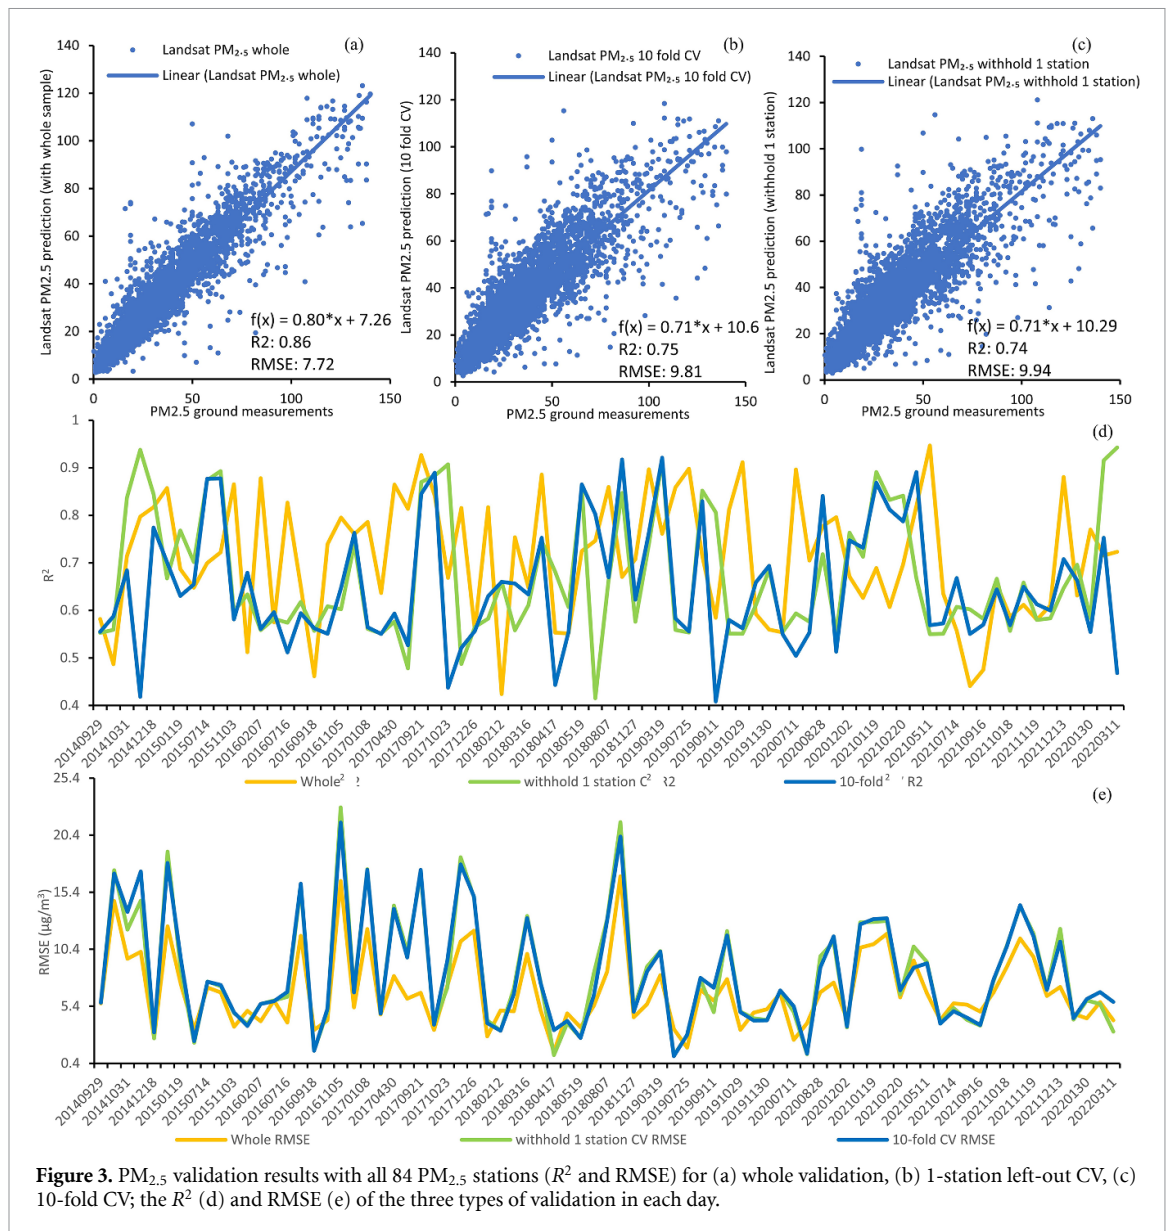 Landsat PM₂.₅ whole
Linear (Landsat PM₂.₅ whole)
(a)
Landsat PM2.5 prediction (with whole sample)
140
120
100
80
60
40
20
0
f(x) = 0.80*x + 7.26
R2: 0.86
RMSE: 7.72
0 50 100 150
PM2.5 ground measurements
Landsat PM₂.₅ 10 fold CV
Linear (Landsat PM₂.₅ 10 fold CV)
(b)
Landsat PM2.5 prediction (10 fold CV)
140
120
100
80
60
40
20
0
f(x) = 0.71*x + 10.6
R2: 0.75
RMSE: 9.81
0 50 100 150
PM2.5 ground measurements
Landsat PM₂.₅ withhold 1 station
Linear (Landsat PM₂.₅ withhold 1 station)
(c)
Landsat PM2.5 prediction (withhold 1 station)
140
120
100
80
60
40
20
0
f(x) = 0.71*x + 10.29
R2: 0.74
RMSE: 9.94
0 50 100 150
PM2.5 ground measurements
(d)
R²
1
0.9
0.8
0.7
0.6
0.5
0.4
20140929 20141031 20141218 20150119 20150714 20151103 20160207 20160716 20160918 20161105 20170108 20170430 20170921 20171023 20171226 20180212 20180316 20180417 20180519 20180807 20181127 20190319 20190725 20190911 20191029 20191130 20200711 20200828 20201202 20210119 20210220 20210511 20210714 20210916 20211018 20211119 20211213 20220130 20220311
Whole² withhold 1 station C² R2 10-fold² R2
(e)
RMSE (µg/m³)
25.4
20.4
15.4
10.4
5.4
0.4
20140929 20141031 20141218 20150119 20150714 20151103 20160207 20160716 20160918 20161105 20170108 20170430 20170921 20171023 20171226 20180212 20180316 20180417 20180519 20180807 20181127 20190319 20190725 20190911 20191029 20191130 20200711 20200828 20201202 20210119 20210220 20210511 20210714 20210916 20211018 20211119 20211213 20220130 20220311
Whole RMSE withhold 1 station CV RMSE 10-fold CV RMSE
Figure 3. PM₂.₅ validation results with all 84 PM₂.₅ stations (R² and RMSE) for (a) whole validation, (b) 1-station left-out CV, (c)
10-fold CV; the R² (d) and RMSE (e) of the three types of validation in each day.